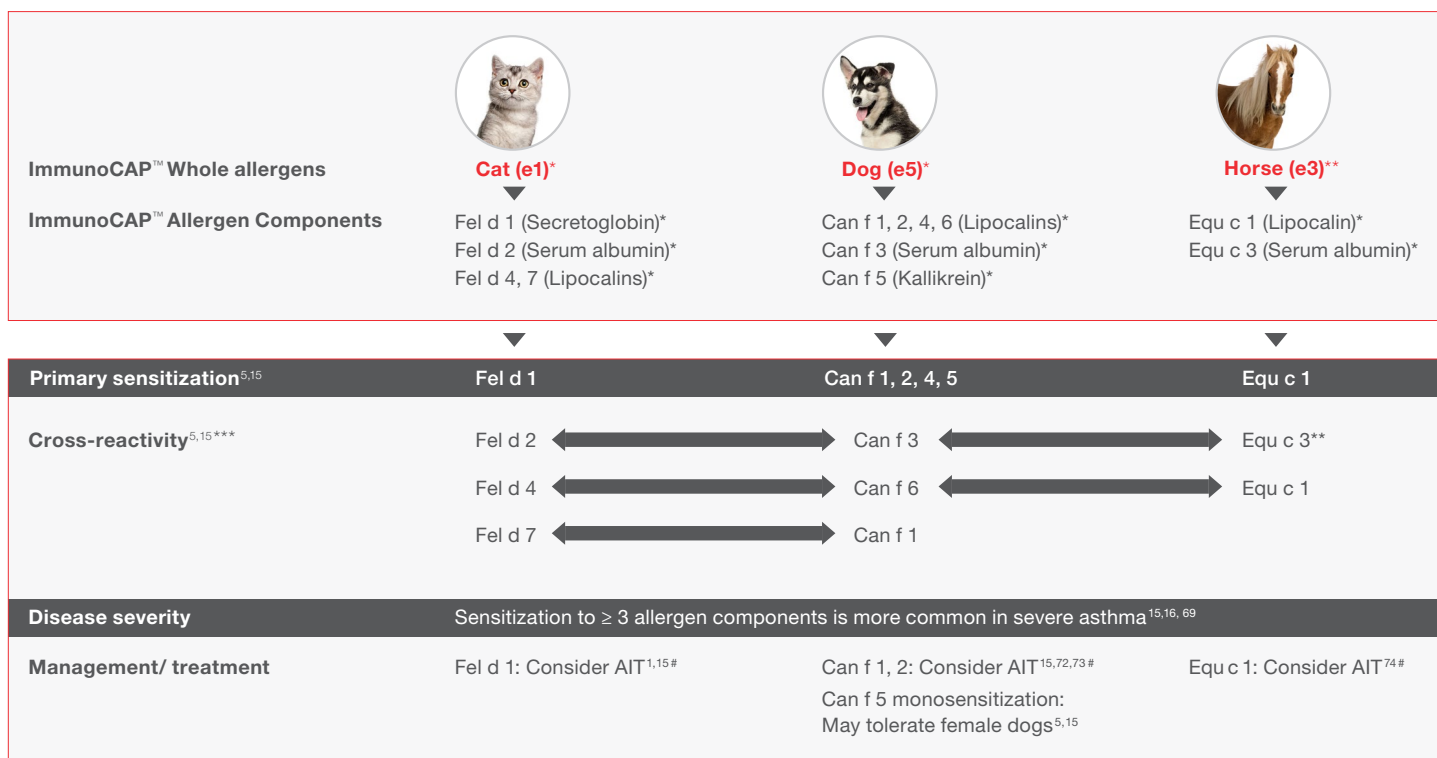 ImmunoCAP™ Whole allergens
Cat (e1)*
Dog (e5)*
Horse (e3)**
ImmunoCAP™ Allergen Components
Fel d 1 (Secretoglobin)*
Can f 1, 2, 4, 6 (Lipocalins)*
Equ c 1 (Lipocalin)*
Fel d 2 (Serum albumin)*
Can f 3 (Serum albumin)*
Equ c 3 (Serum albumin)*
Fel d 4, 7 (Lipocalins)*
Can f 5 (Kallikrein)*
Primary sensitization5,15
Fel d 1
Can f 1, 2, 4, 5
Equ c 1
Cross-reactivity5,15***
Fel d 2
Can f 3
Equ c 3**
Fel d 4
Can f 6
Equ c 1
Fel d 7
Can f 1
Disease severity
Sensitization to ≥ 3 allergen components is more common in severe asthma15,16, 69
Management/ treatment
Fel d 1: Consider AIT1,15#
Can f 1, 2: Consider AIT15,72,73#
Equ c 1: Consider AIT74#
Can f 5 monosensitization:
May tolerate female dogs5,15